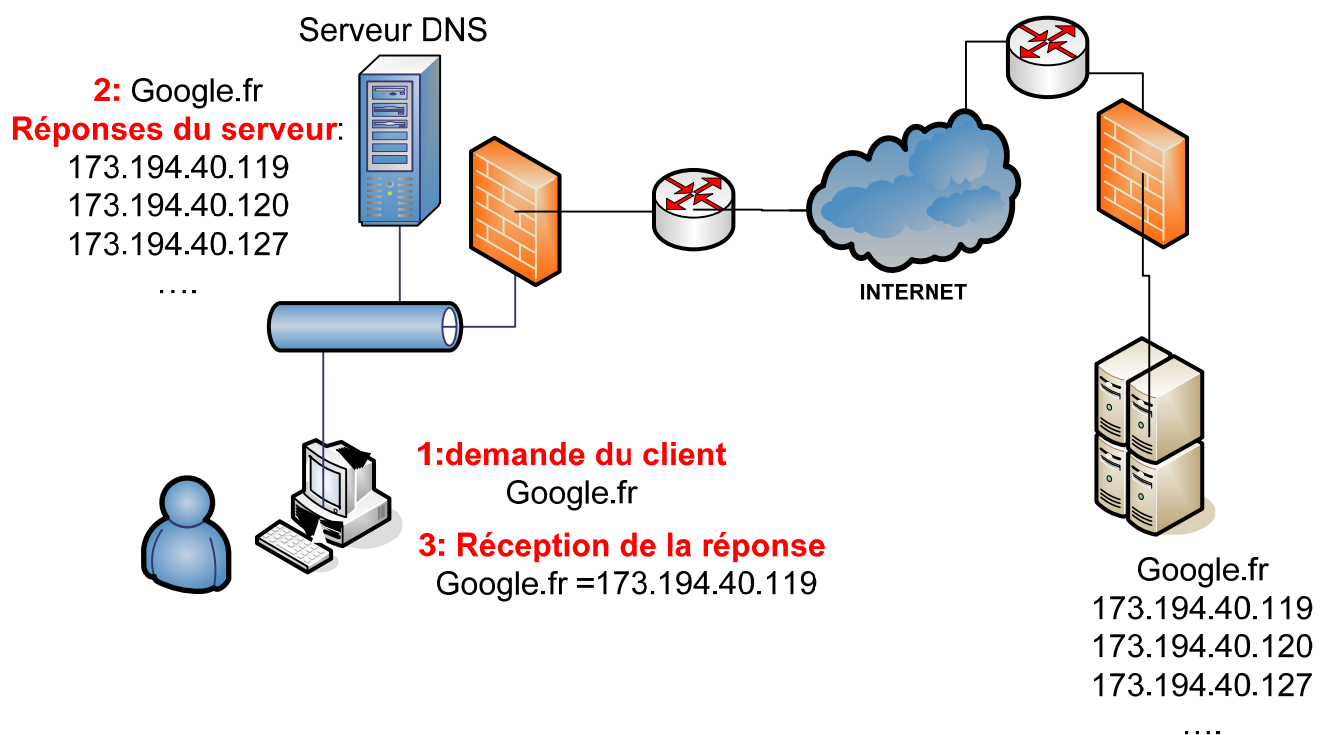 Serveur DNS
2: Google.fr
Réponses du serveur:
173.194.40.119
173.194.40.120
173.194.40.127
....
INTERNET
1:demande du client
Google.fr
3: Réception de la réponse
Google.fr =173.194.40.119
Google.fr
173.194.40.119
173.194.40.120
173.194.40.127
....